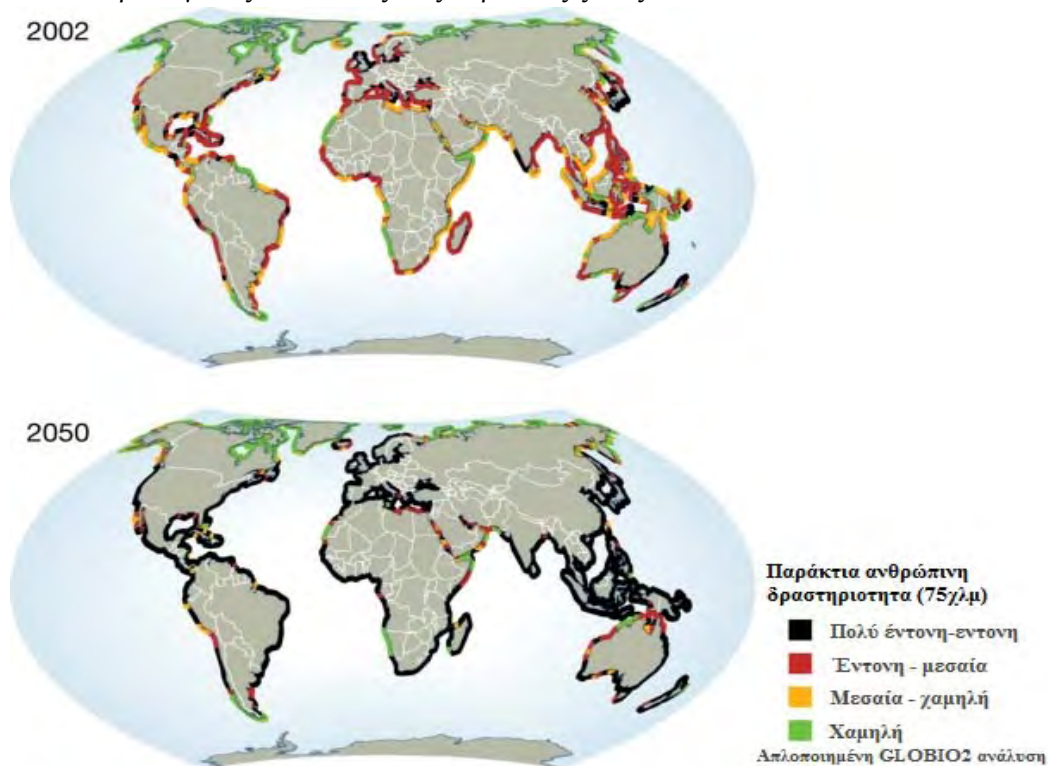 2002
2050
Παράκτια ανθρώπινη
δραστηριοτητα (75χλμ)
Πολύ έντονη-εντονη
Έντονη - μεσαία
Μεσαία - χαμηλή
Χαμηλή
Απλοποιημένη GLOBIO2 ανάλυση